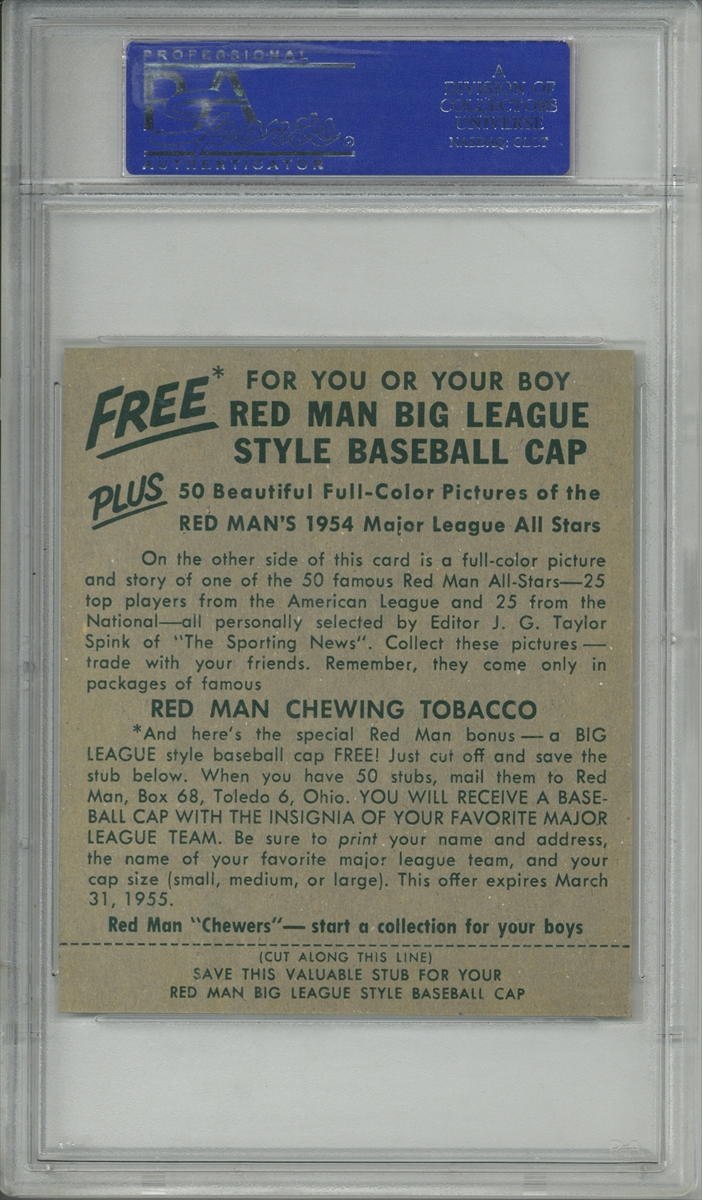 PROFESSIONAL
PSA
AUTHENTICATOR
A
DIVISION OF
COLLECTORS
UNIVERSE
NASDAQ: CLCT
FREE* FOR YOU OR YOUR BOY
RED MAN BIG LEAGUE
STYLE BASEBALL CAP
PLUS 50 Beautiful Full-Color Pictures of the
RED MAN'S 1954 Major League All Stars
On the other side of this card is a full-color picture
and story of one of the 50 famous Red Man All-Stars—25
top players from the American League and 25 from the
National—all personally selected by Editor J. G. Taylor
Spink of "The Sporting News". Collect these pictures—
trade with your friends. Remember, they come only in
packages of famous
RED MAN CHEWING TOBACCO
*And here's the special Red Man bonus—a BIG
LEAGUE style baseball cap FREE! Just cut off and save the
stub below. When you have 50 stubs, mail them to Red
Man, Box 68, Toledo 6, Ohio. YOU WILL RECEIVE A BASE-
BALL CAP WITH THE INSIGNIA OF YOUR FAVORITE MAJOR
LEAGUE TEAM. Be sure to print your name and address,
the name of your favorite major league team, and your
cap size (small, medium, or large). This offer expires March
31, 1955.
Red Man "Chewers"—start a collection for your boys
(CUT ALONG THIS LINE)
SAVE THIS VALUABLE STUB FOR YOUR
RED MAN BIG LEAGUE STYLE BASEBALL CAP